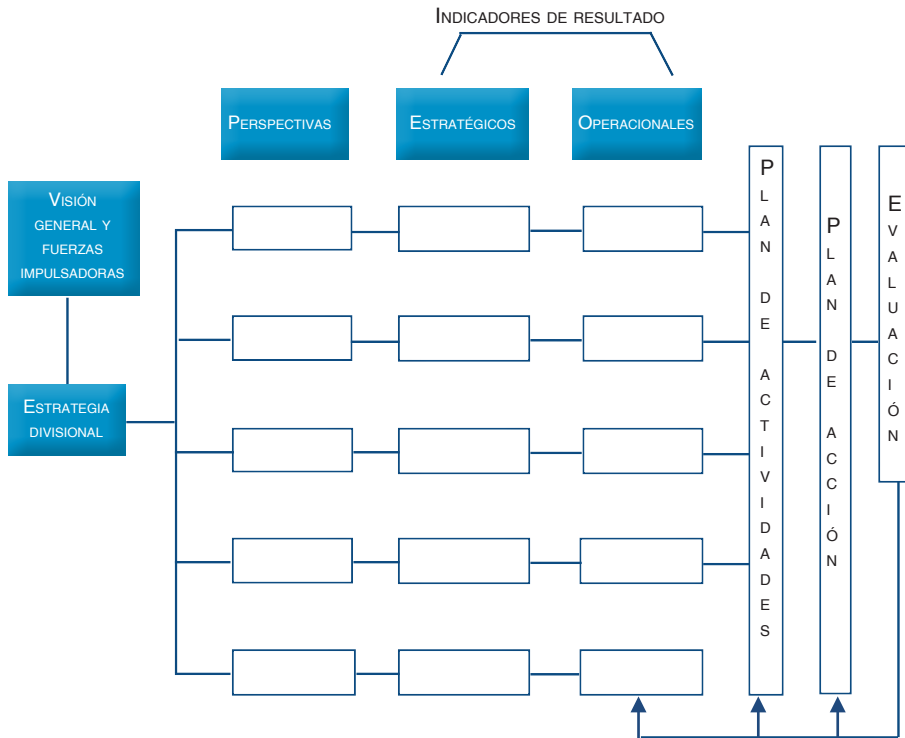 INDICADORES DE RESULTADO
PERSPECTIVAS
ESTRATÉGICOS
OPERACIONALES
VISIÓN
GENERAL Y
FUERZAS
IMPULSADORAS
ESTRATEGIA
DIVISIONAL
PLAN DE ACTIVIDADES
PLAN DE ACCIÓN
EVALUACIÓN